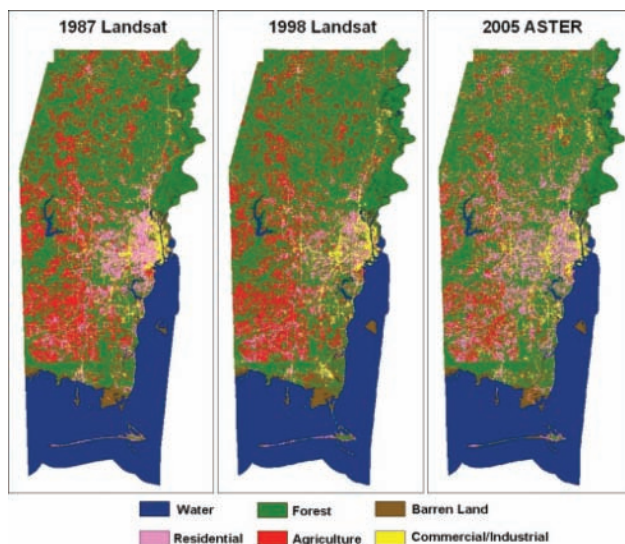 1987 Landsat
1998 Landsat
2005 ASTER
Water
Forest
Barren Land
Residential
Agriculture
Commercial/Industrial